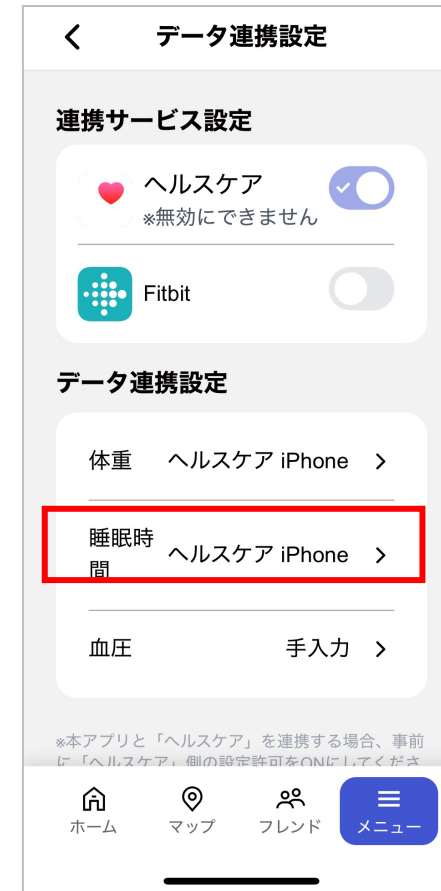 データ連携設定
連携サービス設定
ヘルスケア
※無効にできません
Fitbit
データ連携設定
体重 ヘルスケア iPhone
睡眠時
間
ヘルスケア iPhone
血圧 手入力
※本アプリと「ヘルスケア」を連携する場合、事前
に「ヘルスケア」側の設定許可をONにしてくださ
ホーム マップ フレンド メニュー